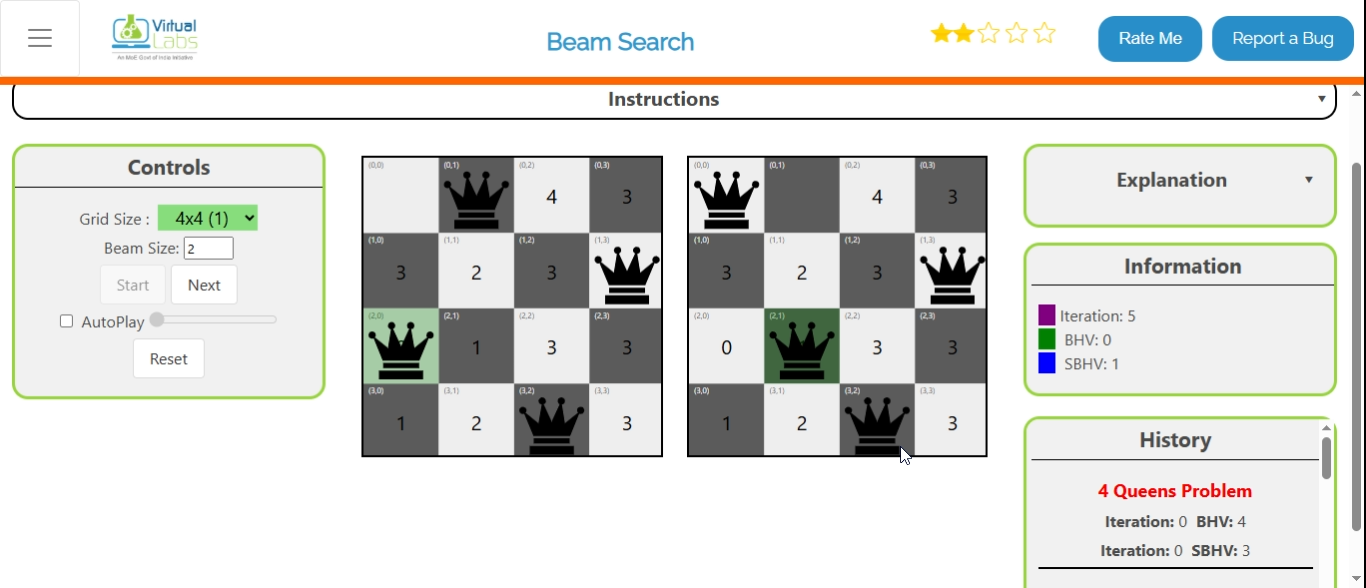 Virtual
Labs
An MoE Govt of India Initiative
Beam Search
Rate Me
Report a Bug
Instructions
Controls
Grid Size : 4x4 (1)
Beam Size: 2
Start Next
AutoPlay
Reset
(0,0) (0,1) (0,2) (0,3)
4 3
(1,0) (1,1) (1,2) (1,3)
3 2 3
(2,0) (2,1) (2,2) (2,3)
1 3 3
(3,0) (3,1) (3,2) (3,3)
1 2 3
(0,0) (0,1) (0,2) (0,3)
4 3
(1,0) (1,1) (1,2) (1,3)
3 2 3
(2,0) (2,1) (2,2) (2,3)
0 3 3
(3,0) (3,1) (3,2) (3,3)
1 2 3
Explanation
Information
Iteration: 5
BHV: 0
SBHV: 1
History
4 Queens Problem
Iteration: 0 BHV: 4
Iteration: 0 SBHV: 3